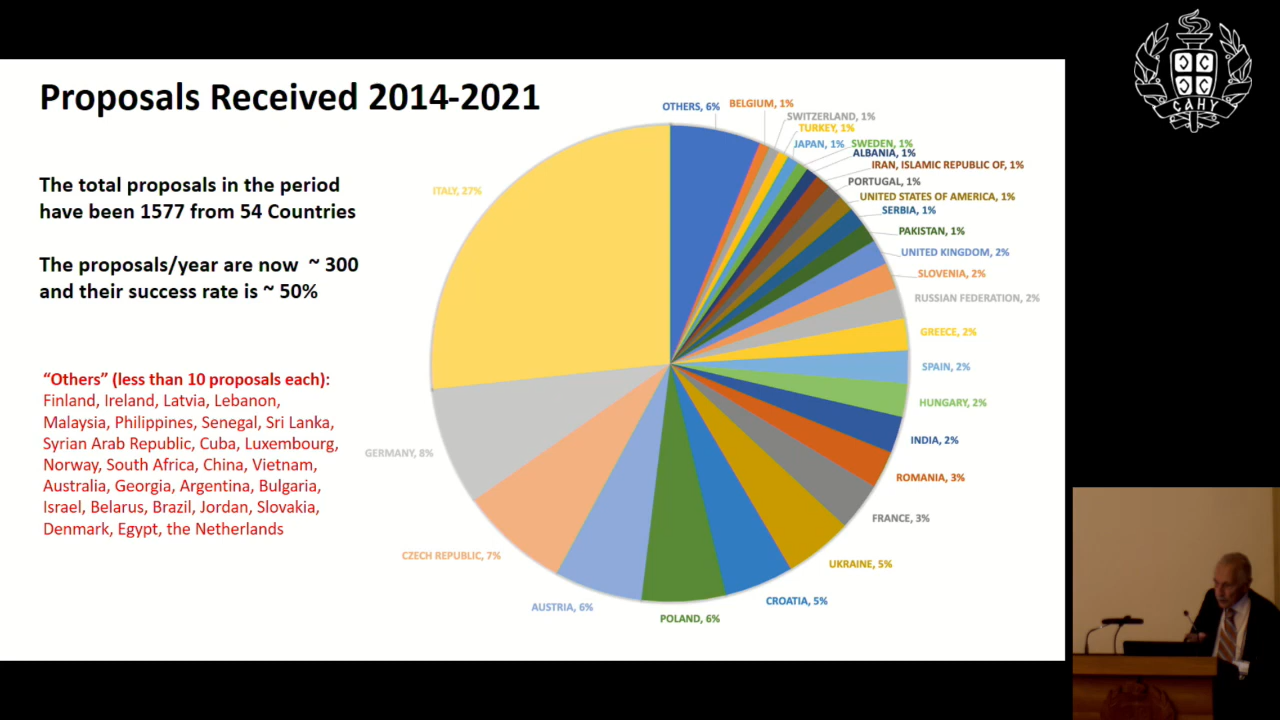 Proposals Received 2014-2021
The total proposals in the period
have been 1577 from 54 Countries
The proposals/year are now ~ 300
and their success rate is ~ 50%
"Others" (less than 10 proposals each):
Finland, Ireland, Latvia, Lebanon,
Malaysia, Philippines, Senegal, Sri Lanka,
Syrian Arab Republic, Cuba, Luxembourg,
Norway, South Africa, China, Vietnam,
Australia, Georgia, Argentina, Bulgaria,
Israel, Belarus, Brazil, Jordan, Slovakia,
Denmark, Egypt, the Netherlands
OTHERS, 6%
BELGIUM, 1%
SWITZERLAND, 1%
TURKEY, 1%
JAPAN, 1%
SWEDEN, 1%
ALBANIA, 1%
IRAN, ISLAMIC REPUBLIC OF, 1%
PORTUGAL, 1%
UNITED STATES OF AMERICA, 1%
SERBIA, 1%
PAKISTAN, 1%
UNITED KINGDOM, 2%
SLOVENIA, 2%
RUSSIAN FEDERATION, 2%
GREECE, 2%
SPAIN, 2%
HUNGARY, 2%
INDIA, 2%
ROMANIA, 3%
FRANCE, 3%
UKRAINE, 5%
CROATIA, 5%
POLAND, 6%
AUSTRIA, 6%
CZECH REPUBLIC, 7%
GERMANY, 8%
ITALY, 27%
САНУ